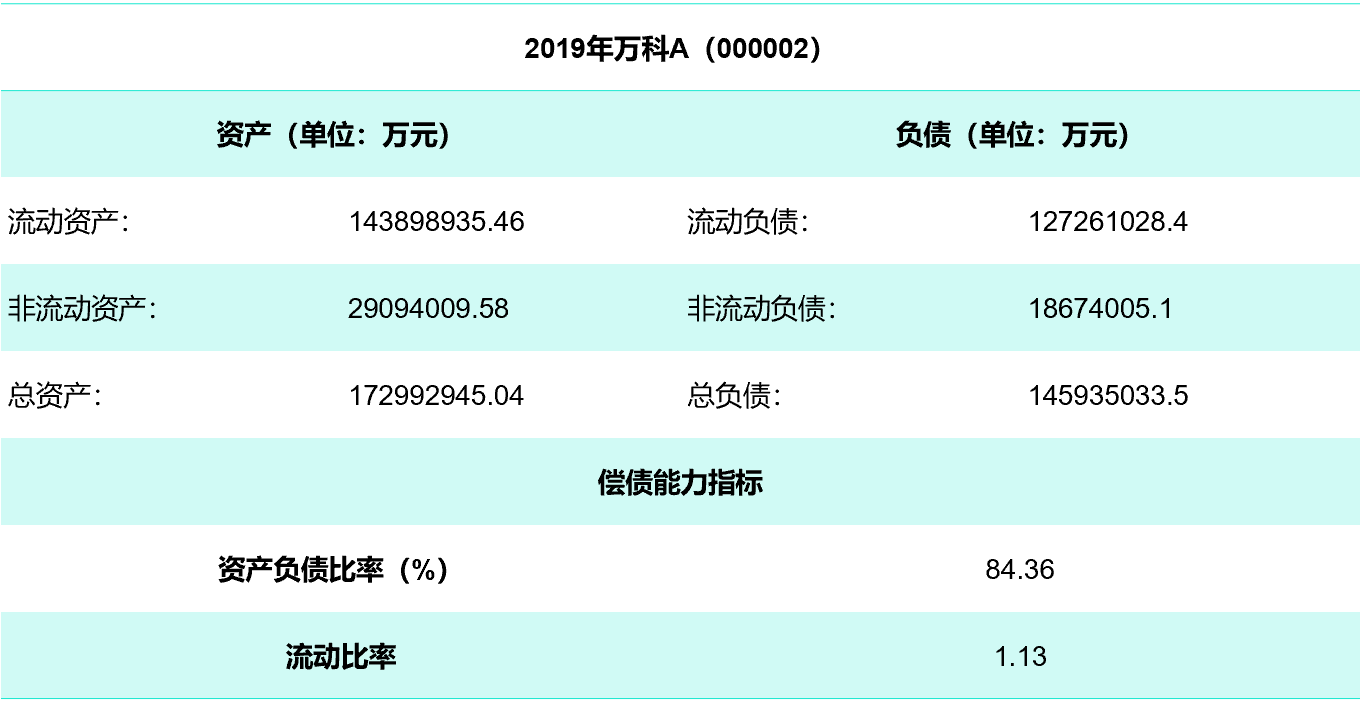 2019年万科A（000002）
资产（单位：万元） 负债（单位：万元）
流动资产： 143898935.46 流动负债： 127261028.4
非流动资产： 29094009.58 非流动负债： 18674005.1
总资产： 172992945.04 总负债： 145935033.5
偿债能力指标
资产负债比率（%） 84.36
流动比率 1.13